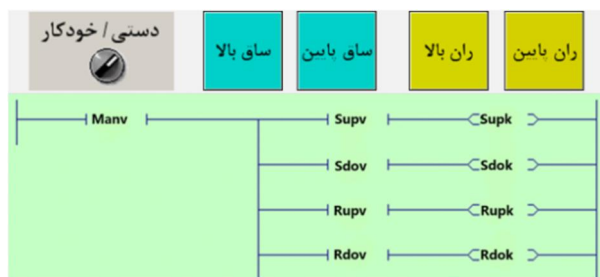 دستی / خودکار
ساق بالا
ساق پایین
ران بالا
ران پایین
Manv Supv Supk
Sdov Sdok
Rupv Rupk
Rdov Rdok